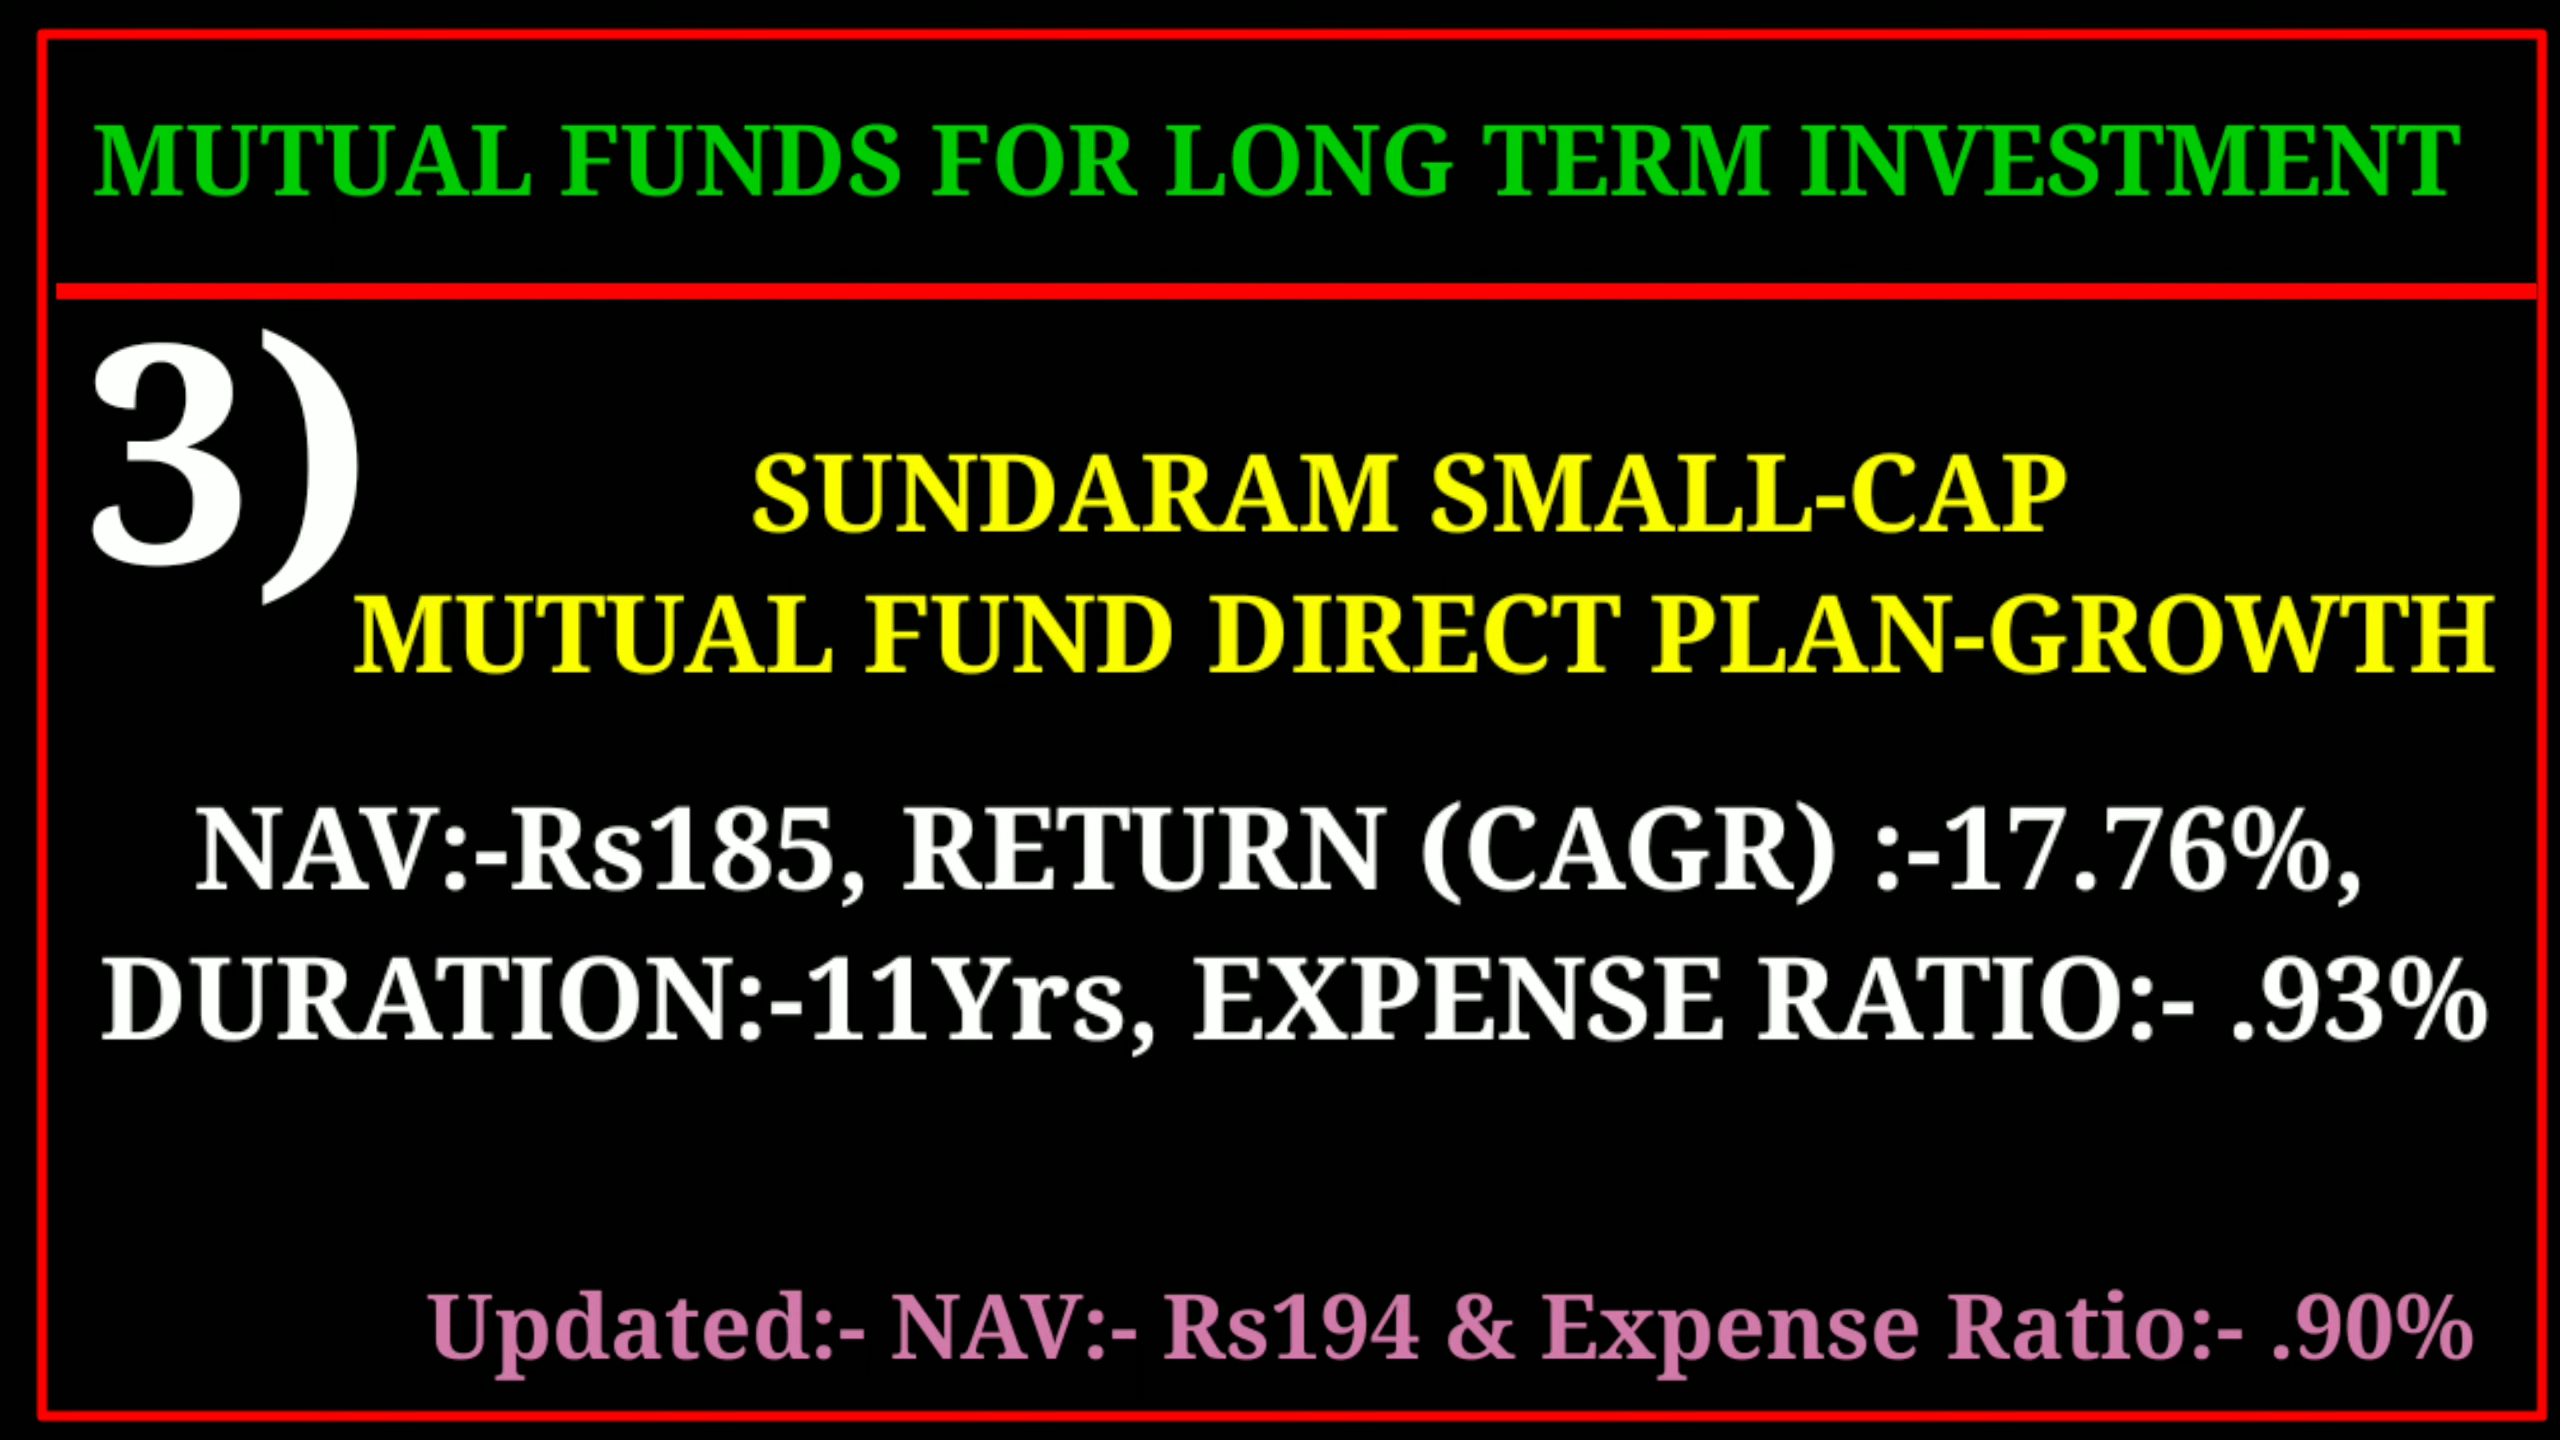 MUTUAL FUNDS FOR LONG TERM INVESTMENT
3)
SUNDARAM SMALL-CAP
MUTUAL FUND DIRECT PLAN-GROWTH
NAV:-Rs185, RETURN (CAGR) :-17.76%,
DURATION:-11Yrs, EXPENSE RATIO:- .93%
Updated:- NAV:- Rs194 & Expense Ratio:- .90%